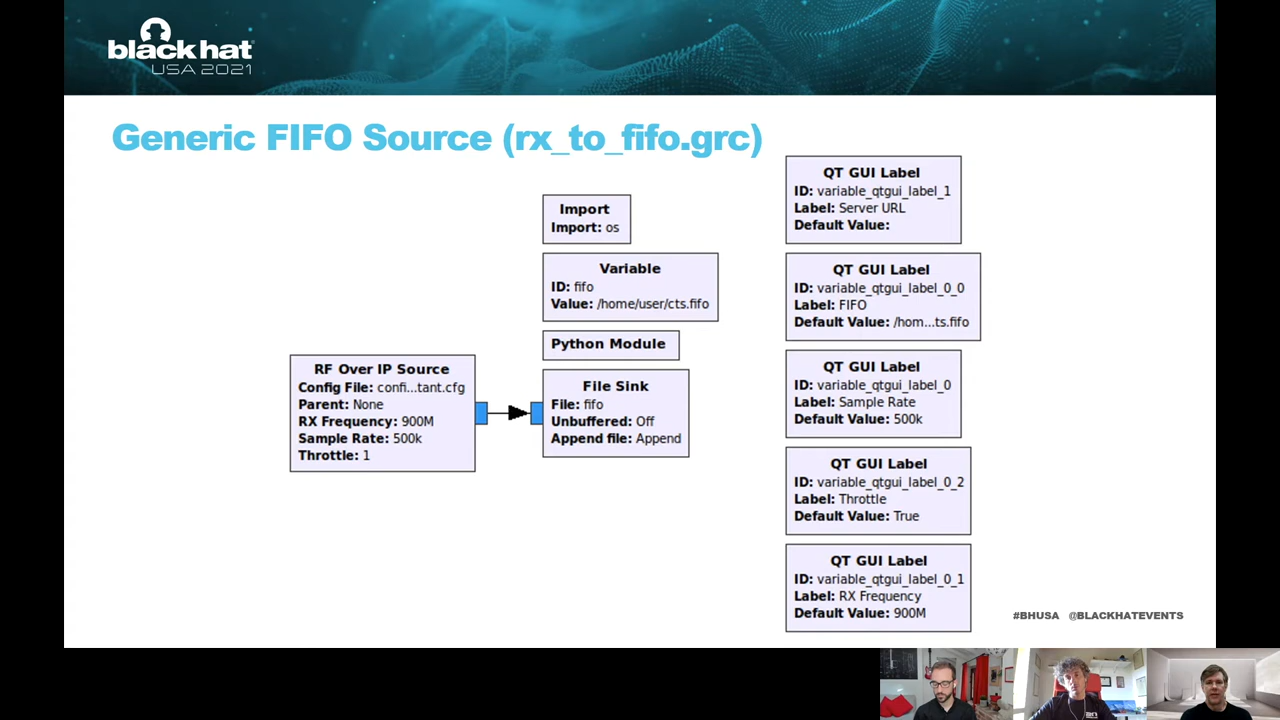 black hat
USA 2021
Generic FIFO Source (rx_to_fifo.grc)
Import
Import: os
Variable
ID: fifo
Value: /home/user/cts.fifo
Python Module
RF Over IP Source
Config File: confi...tant.cfg
Parent: None
RX Frequency: 900M
Sample Rate: 500k
Throttle: 1
File Sink
File: fifo
Unbuffered: Off
Append file: Append
QT GUI Label
ID: variable_qtgui_label_1
Label: Server URL
Default Value:
QT GUI Label
ID: variable_qtgui_label_0_0
Label: FIFO
Default Value: /hom...ts.fifo
QT GUI Label
ID: variable_qtgui_label_0
Label: Sample Rate
Default Value: 500k
QT GUI Label
ID: variable_qtgui_label_0_2
Label: Throttle
Default Value: True
QT GUI Label
ID: variable_qtgui_label_0_1
Label: RX Frequency
Default Value: 900M
#BHUSA @BLACKHATEVENTS